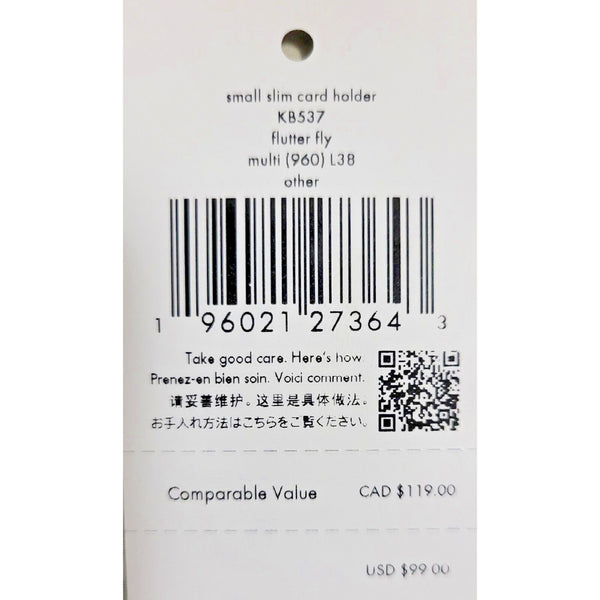 small slim card holder
KB537
flutter fly
multi (960) L3B
other
1 96021 27364 3
Take good care. Here's how.
Prenez-en bien soin. Voici comment.
请妥善维护。这里是具体做法。
お手入れ方法はこちらをご覧ください。
Comparable Value CAD $119.00
USD $99.00